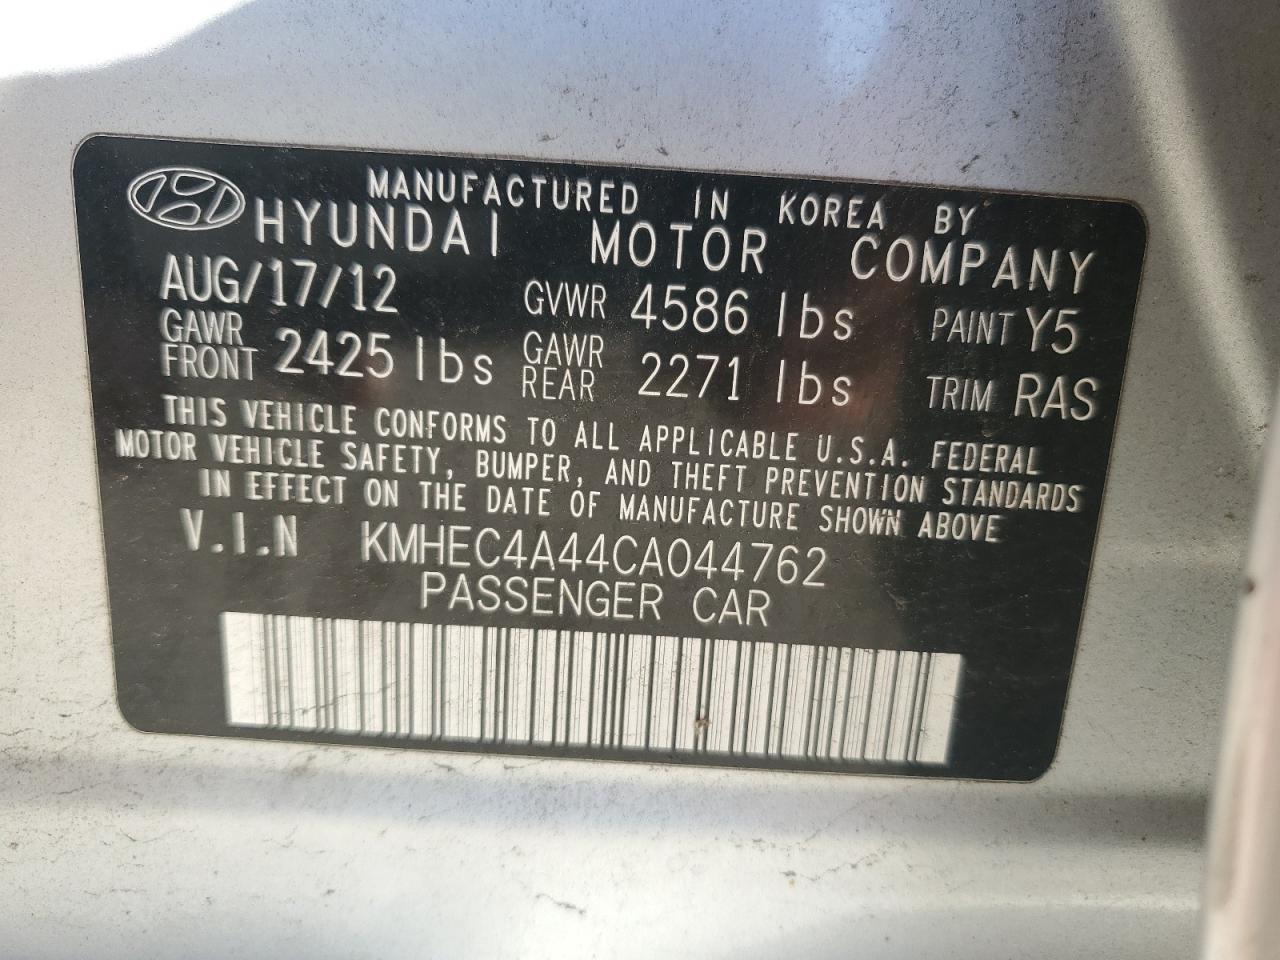 MANUFACTURED IN KOREA BY
HYUNDAI MOTOR COMPANY
AUG/17/12 GVWR 4586 lbs PAINT Y5
GAWR FRONT 2425 lbs GAWR REAR 2271 lbs TRIM RAS
THIS VEHICLE CONFORMS TO ALL APPLICABLE U.S.A. FEDERAL
MOTOR VEHICLE SAFETY, BUMPER, AND THEFT PREVENTION STANDARDS
IN EFFECT ON THE DATE OF MANUFACTURE SHOWN ABOVE
V.I.N KMHEC4A44CA044762
PASSENGER CAR